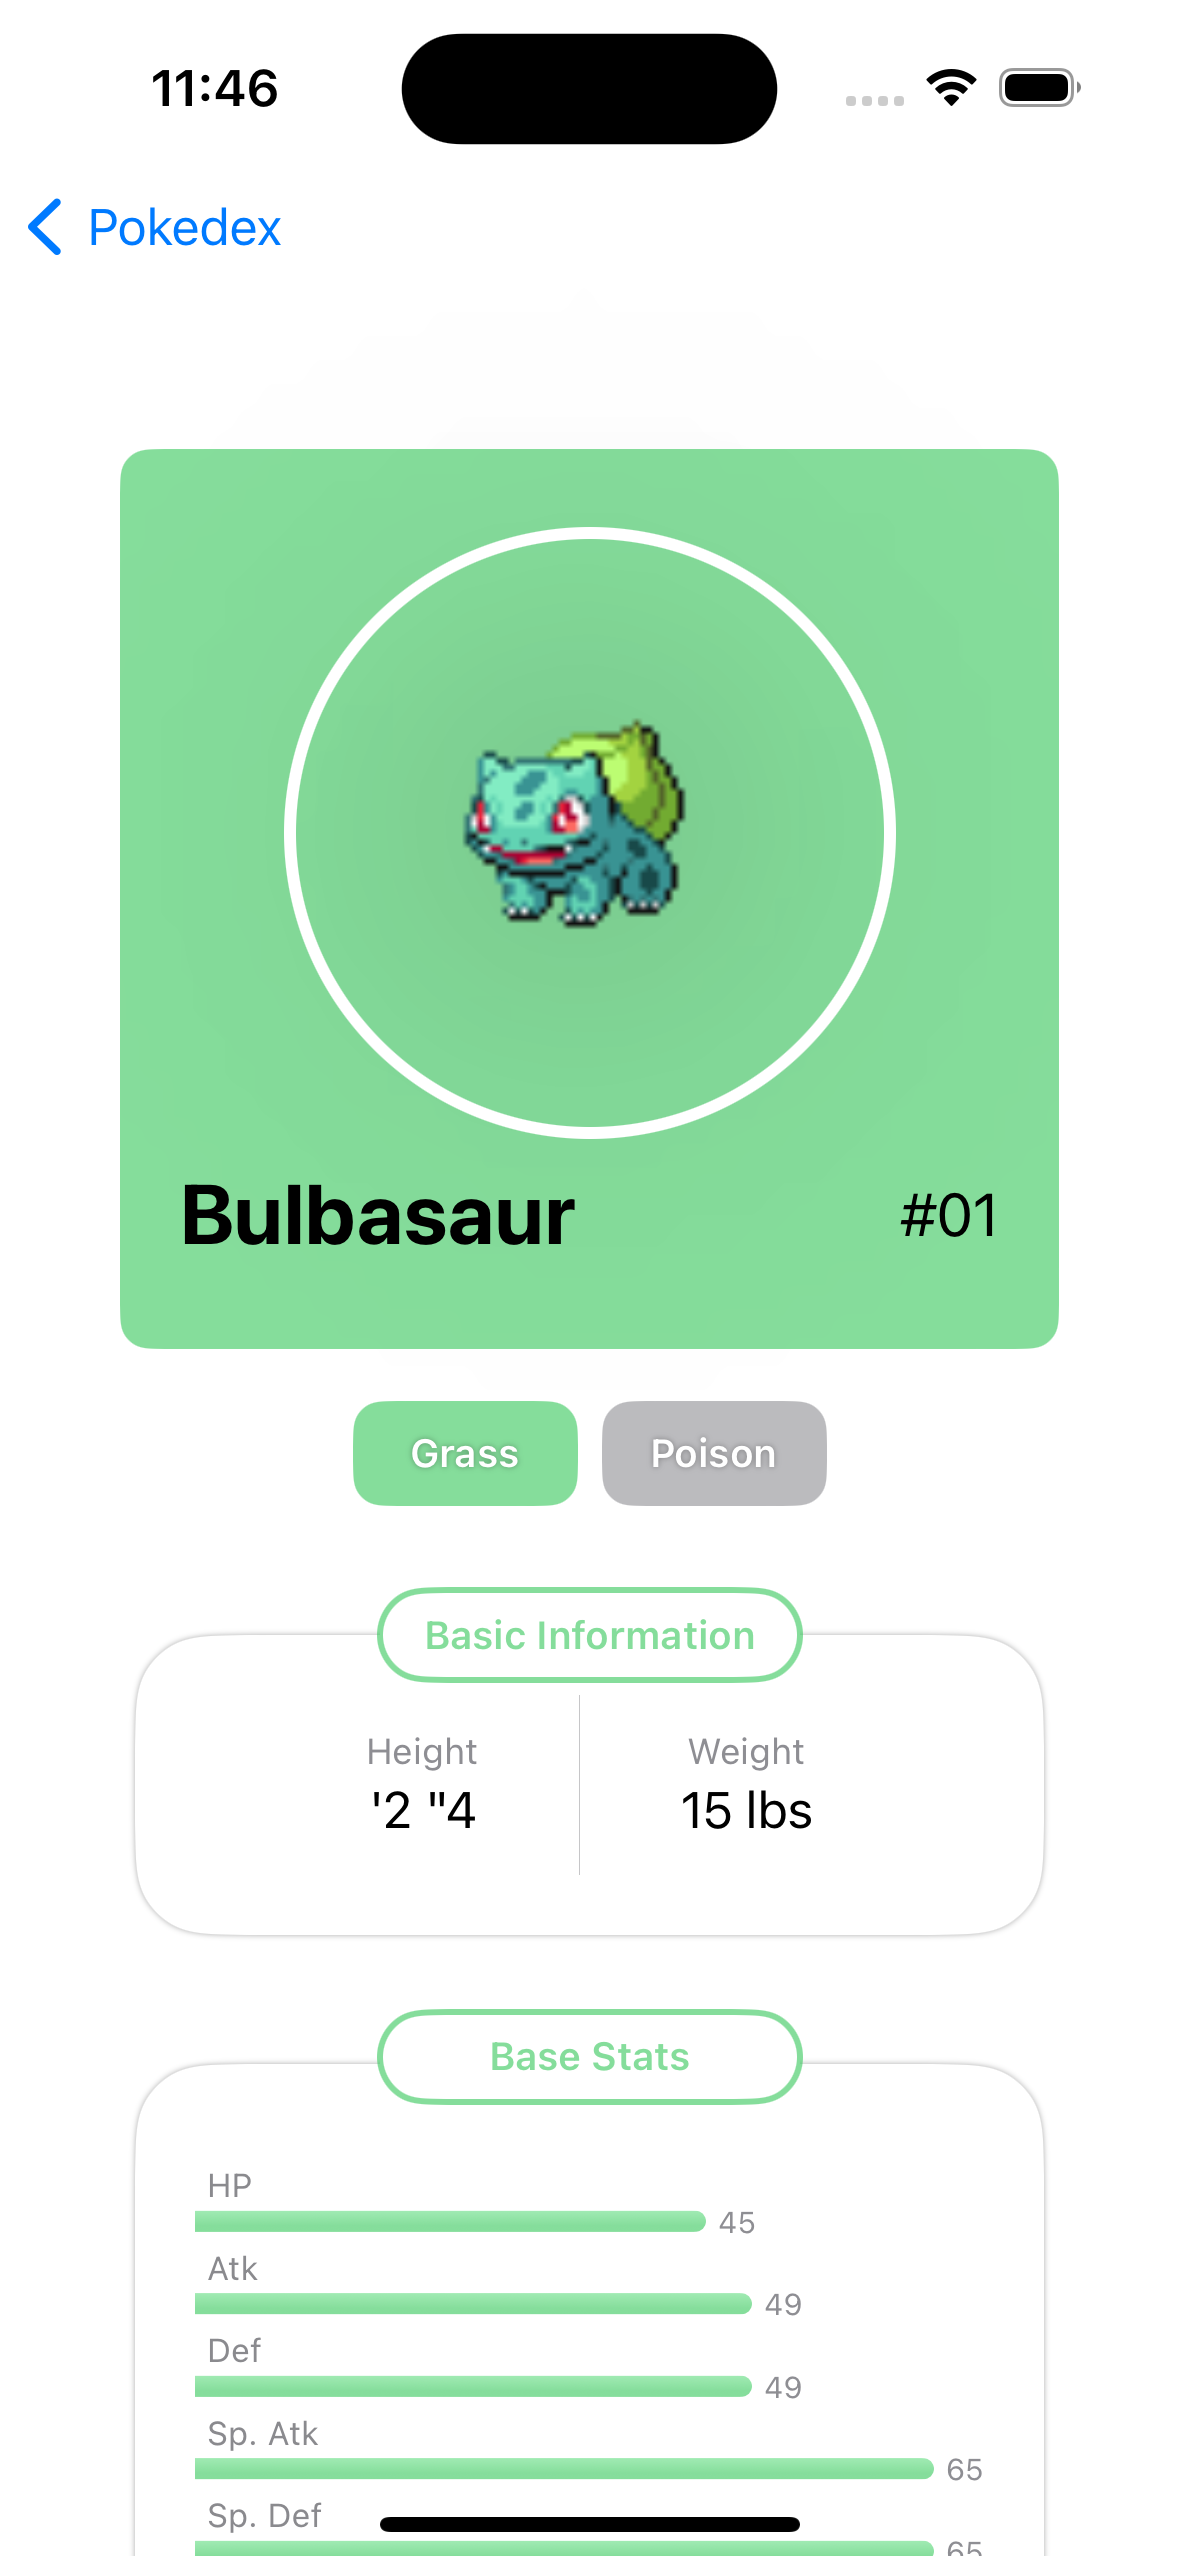 11:46
Pokedex
Bulbasaur #01
Grass Poison
Basic Information
Height Weight
'2 "4 15 lbs
Base Stats
HP
45
Atk
49
Def
49
Sp. Atk
65
Sp. Def
65